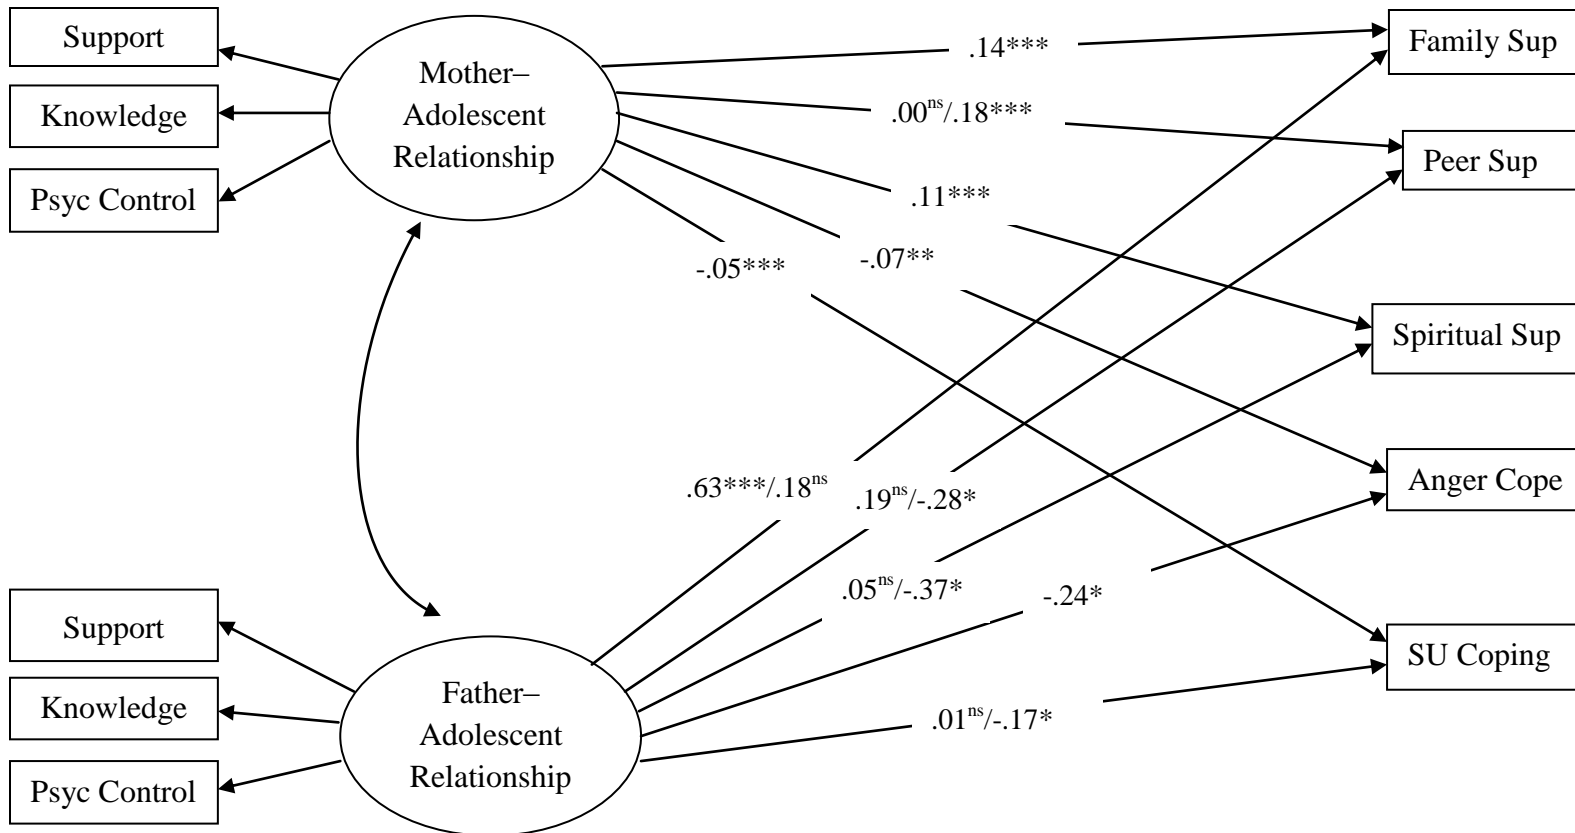 Support
Knowledge
Psyc Control
Mother–
Adolescent
Relationship
.14***
.00ns/.18***
.11***
-.07**
-.05***
Family Sup
Peer Sup
Spiritual Sup
Anger Cope
SU Coping
.63***/.18ns
.19ns/-.28*
.05ns/-.37*
-.24*
.01ns/-.17*
Support
Knowledge
Psyc Control
Father–
Adolescent
Relationship